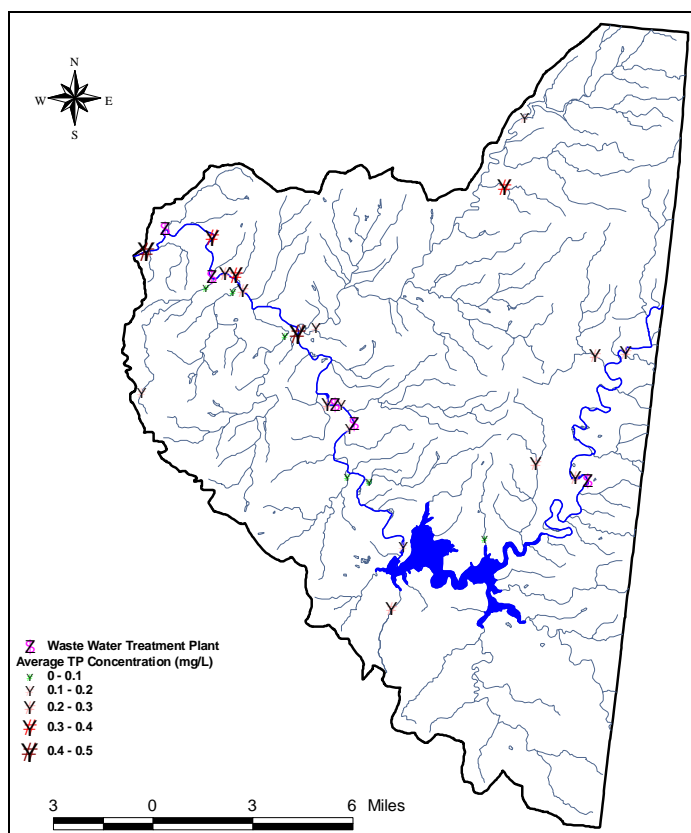 N
W E
S
Waste Water Treatment Plant
Average TP Concentration (mg/L)
0 - 0.1
0.1 - 0.2
0.2 - 0.3
0.3 - 0.4
0.4 - 0.5
3 0 3 6 Miles